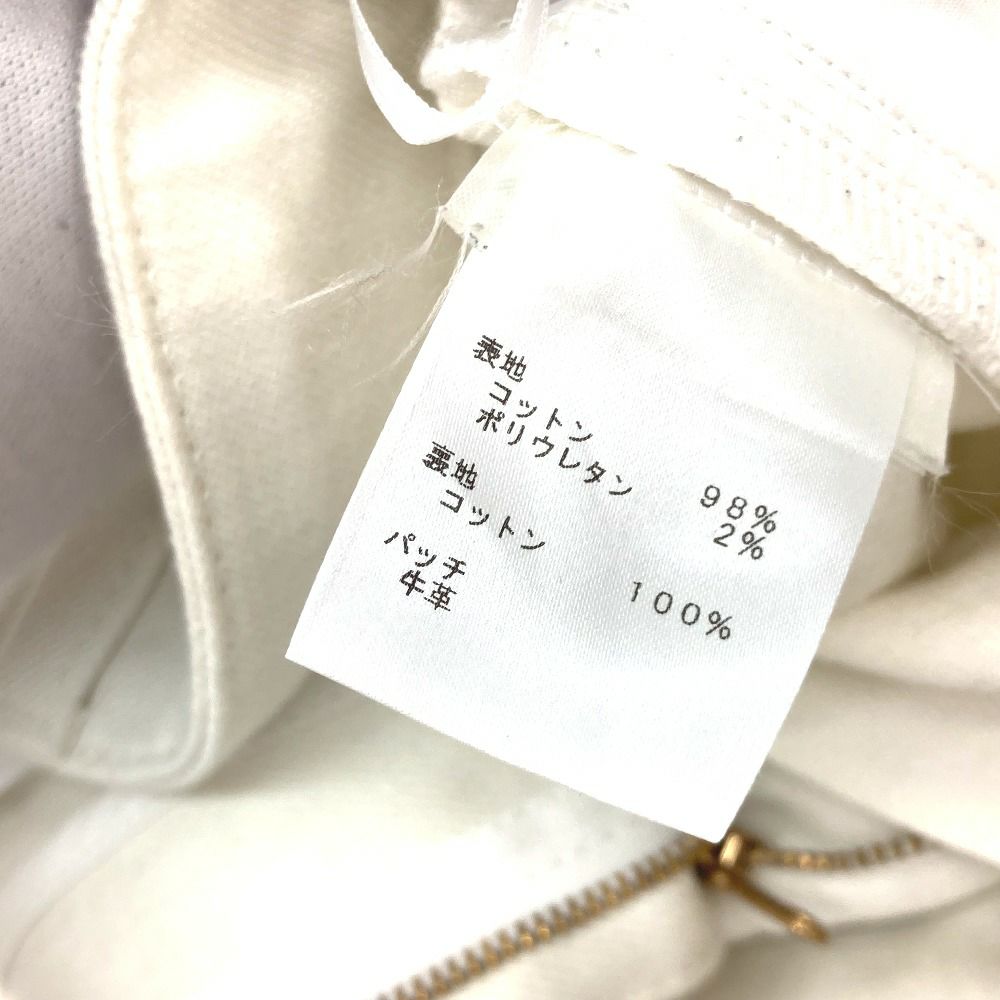 表地
コットン 98%
ポリウレタン 2%
裏地
コットン 100%
パッチ
牛革